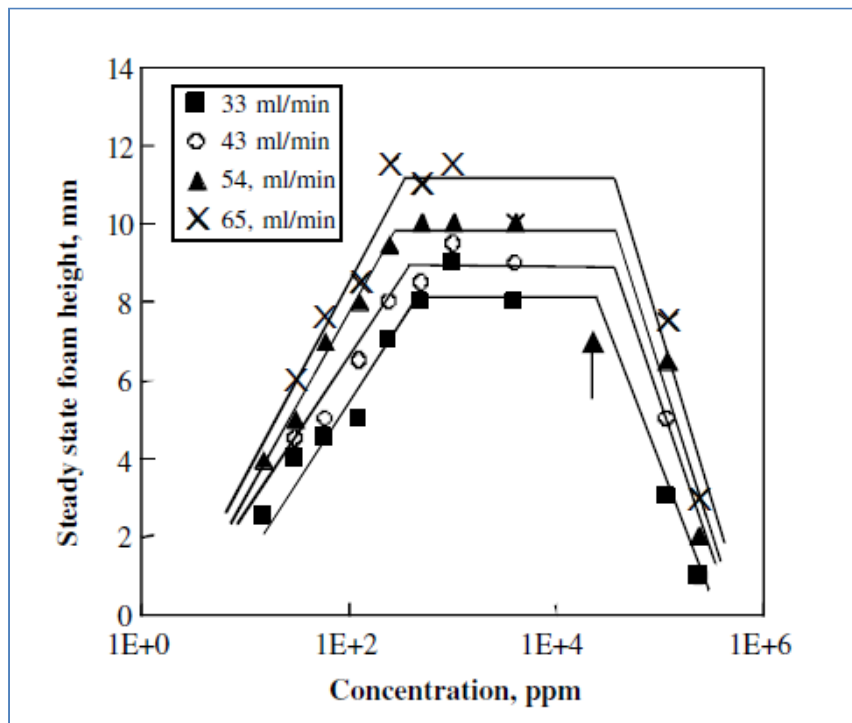 14
12
10
8
6
4
2
0
33 ml/min
43 ml/min
54, ml/min
65, ml/min
Steady state foam height, mm
1E+0
1E+2
1E+4
1E+6
Concentration, ppm